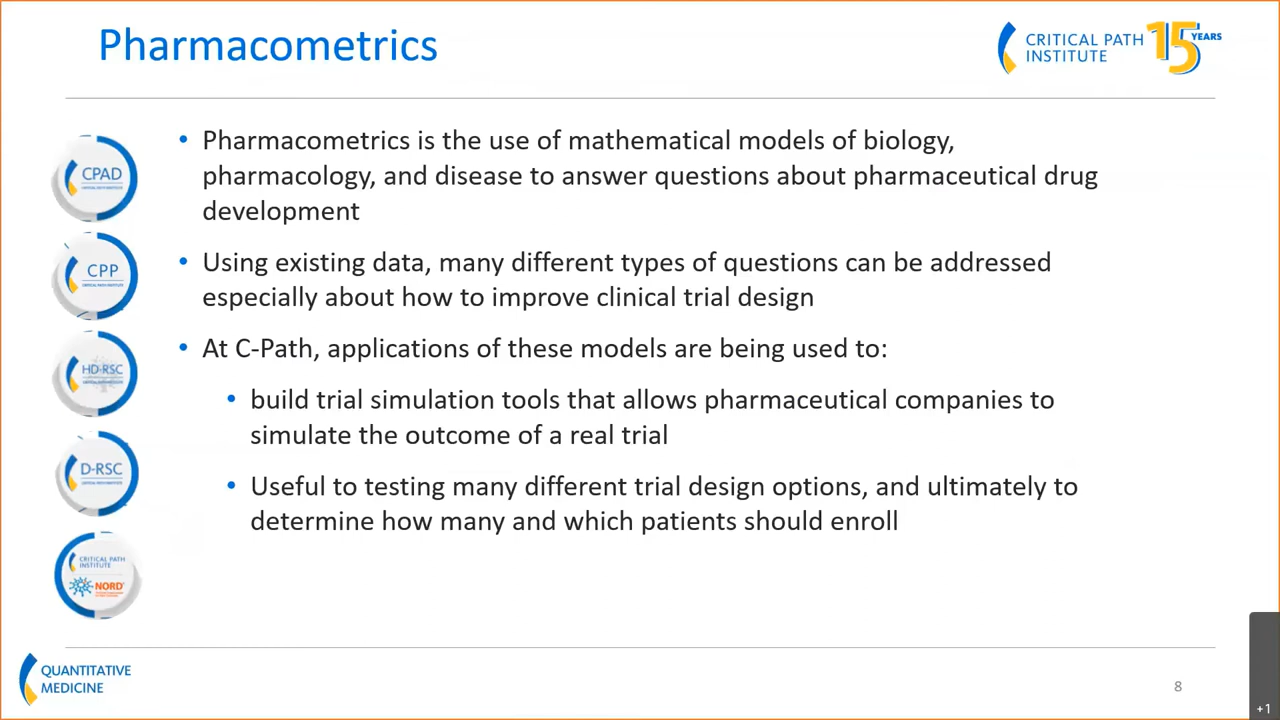 Pharmacometrics
CRITICAL PATH
INSTITUTE
15 YEARS
• Pharmacometrics is the use of mathematical models of biology,
pharmacology, and disease to answer questions about pharmaceutical drug
development
• Using existing data, many different types of questions can be addressed
especially about how to improve clinical trial design
• At C-Path, applications of these models are being used to:
• build trial simulation tools that allows pharmaceutical companies to
simulate the outcome of a real trial
• Useful to testing many different trial design options, and ultimately to
determine how many and which patients should enroll
CPAD
CPP
HD-RSC
D-RSC
CRITICAL PATH
INSTITUTE
NORD
QUANTITATIVE
MEDICINE
8
+1